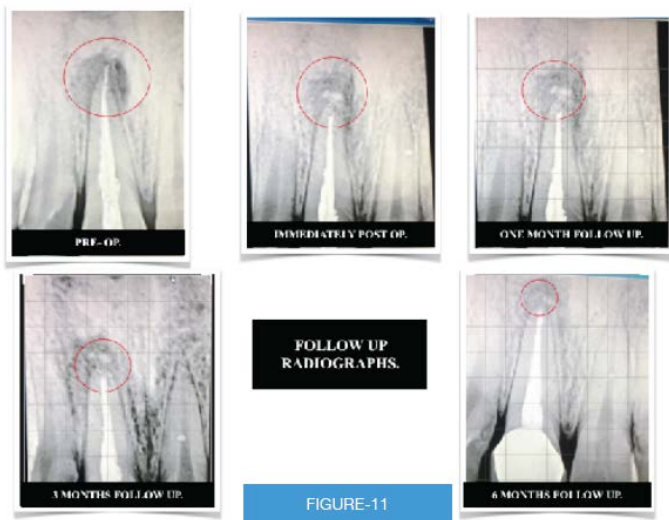 PRE- OP.
IMMEDIATELY POST OP.
ONE MONTH FOLLOW UP.
3 MONTHS FOLLOW UP.
FOLLOW UP
RADIOGRAPHS.
6 MONTHS FOLLOW UP.
FIGURE-11